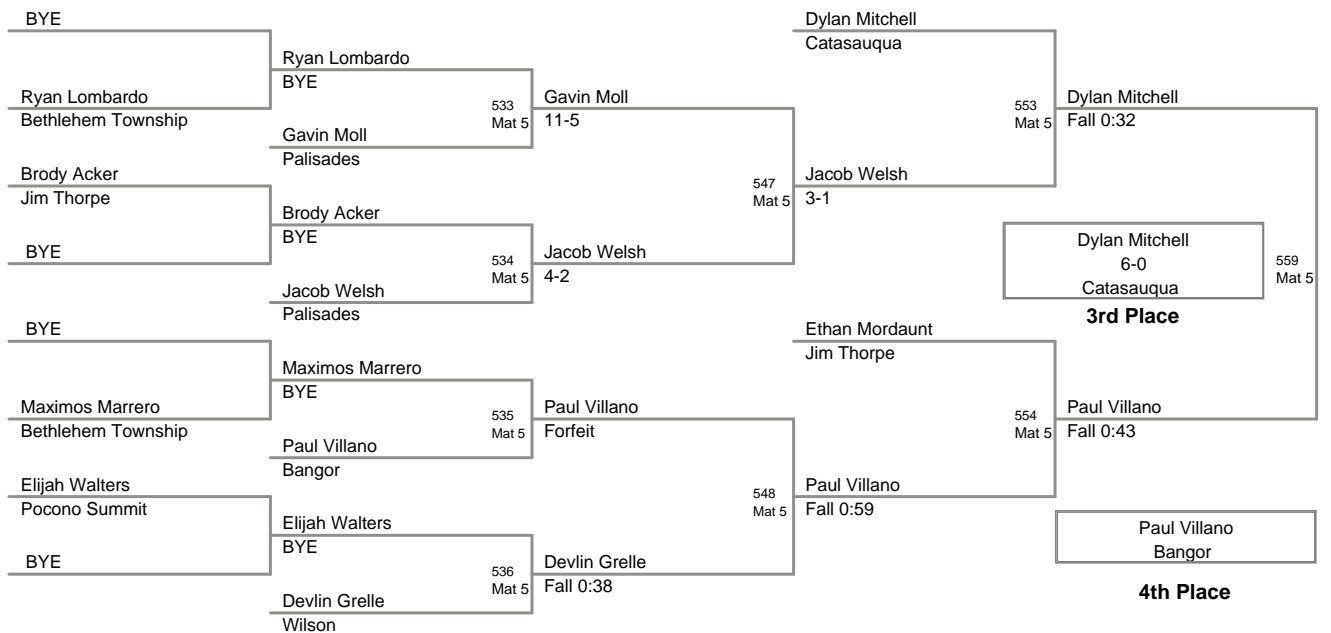 BYE
Ryan Lombardo
Bethlehem Township
Brody Acker
Jim Thorpe
BYE
BYE
Maximos Marrero
Bethlehem Township
Elijah Walters
Pocono Summit
BYE
Ryan Lombardo
BYE
533
Mat 5
Gavin Moll
Palisades
Brody Acker
BYE
534
Mat 5
Jacob Welsh
Palisades
Maximos Marrero
BYE
535
Mat 5
Paul Villano
Bangor
Elijah Walters
BYE
536
Mat 5
Devlin Grelle
Wilson
Gavin Moll
11-5
547
Mat 5
Jacob Welsh
4-2
Paul Villano
Forfeit
548
Mat 5
Devlin Grelle
Fall 0:38
Dylan Mitchell
Catasauqua
553
Mat 5
Jacob Welsh
3-1
Ethan Mordaunt
Jim Thorpe
554
Mat 5
Paul Villano
Fall 0:59
Dylan Mitchell
Fall 0:32
Dylan Mitchell
6-0
Catasauqua
3rd Place
559
Mat 5
Paul Villano
Fall 0:43
Paul Villano
Bangor
4th Place